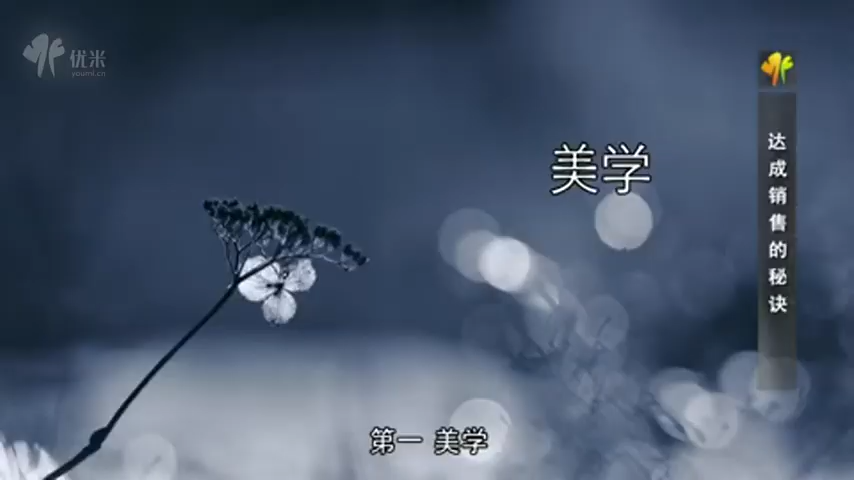 优米
youmi.cn
美学
达成销售的秘诀
第一 美学